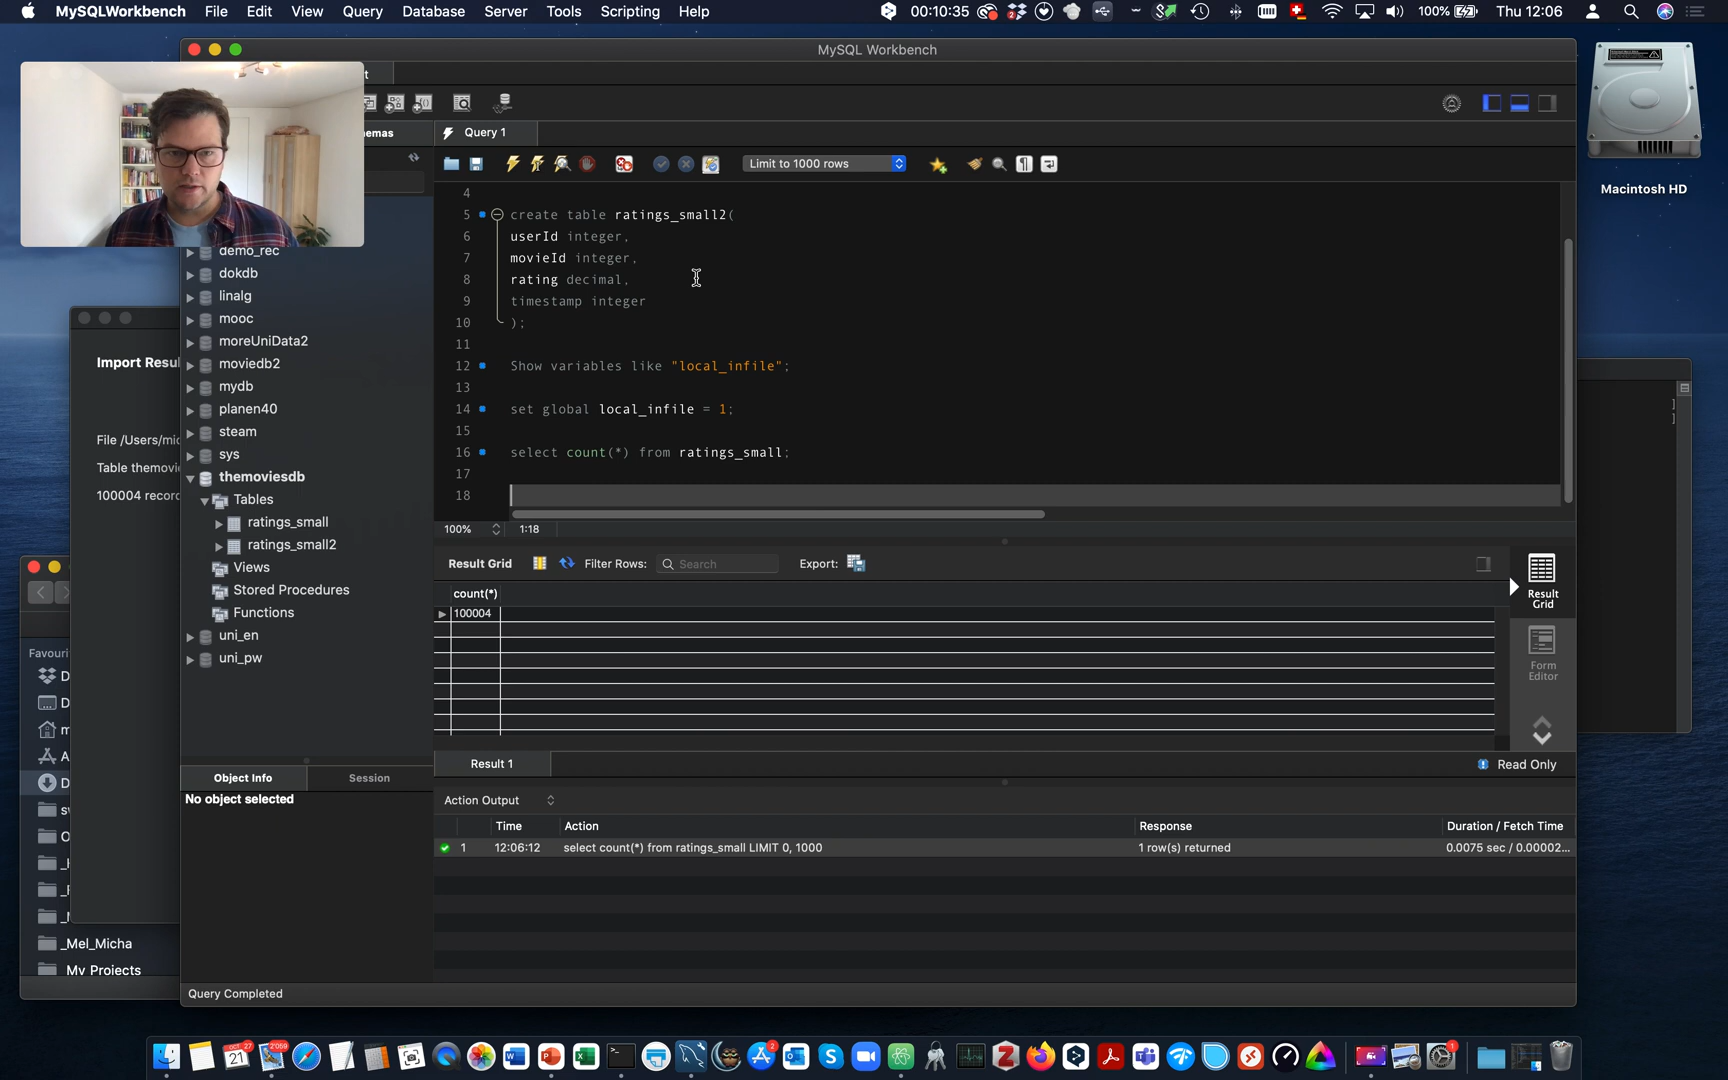 MySQLWorkbench File Edit View Query Database Server Tools Scripting Help
00:10:35 100% Thu 12:06
MySQL Workbench
Macintosh HD
Query 1
Limit to 1000 rows
4
5 create table ratings_small2(
6 userId integer,
7 movieId integer,
8 rating decimal,
9 timestamp integer
10 );
11
12 Show variables like "local_infile";
13
14 set global local_infile = 1;
15
16 select count(*) from ratings_small;
17
18
100% 1:18
demo_rec
dokdb
linalg
mooc
moreUniData2
moviedb2
mydb
planen40
steam
sys
themoviesdb
Tables
ratings_small
ratings_small2
Views
Stored Procedures
Functions
uni_en
uni_pw
Import Resu
File /Users/mic
Table themovie
100004 record
Favouri
_Mel_Micha
My Projects
Result Grid Filter Rows: Search Export:
count(*)
100004
Result
Grid
Form
Editor
Result 1
Read Only
Object Info Session
No object selected
Action Output
Time Action Response Duration / Fetch Time
1 12:06:12 select count(*) from ratings_small LIMIT 0, 1000 1 row(s) returned 0.0075 sec / 0.00002...
Query Completed